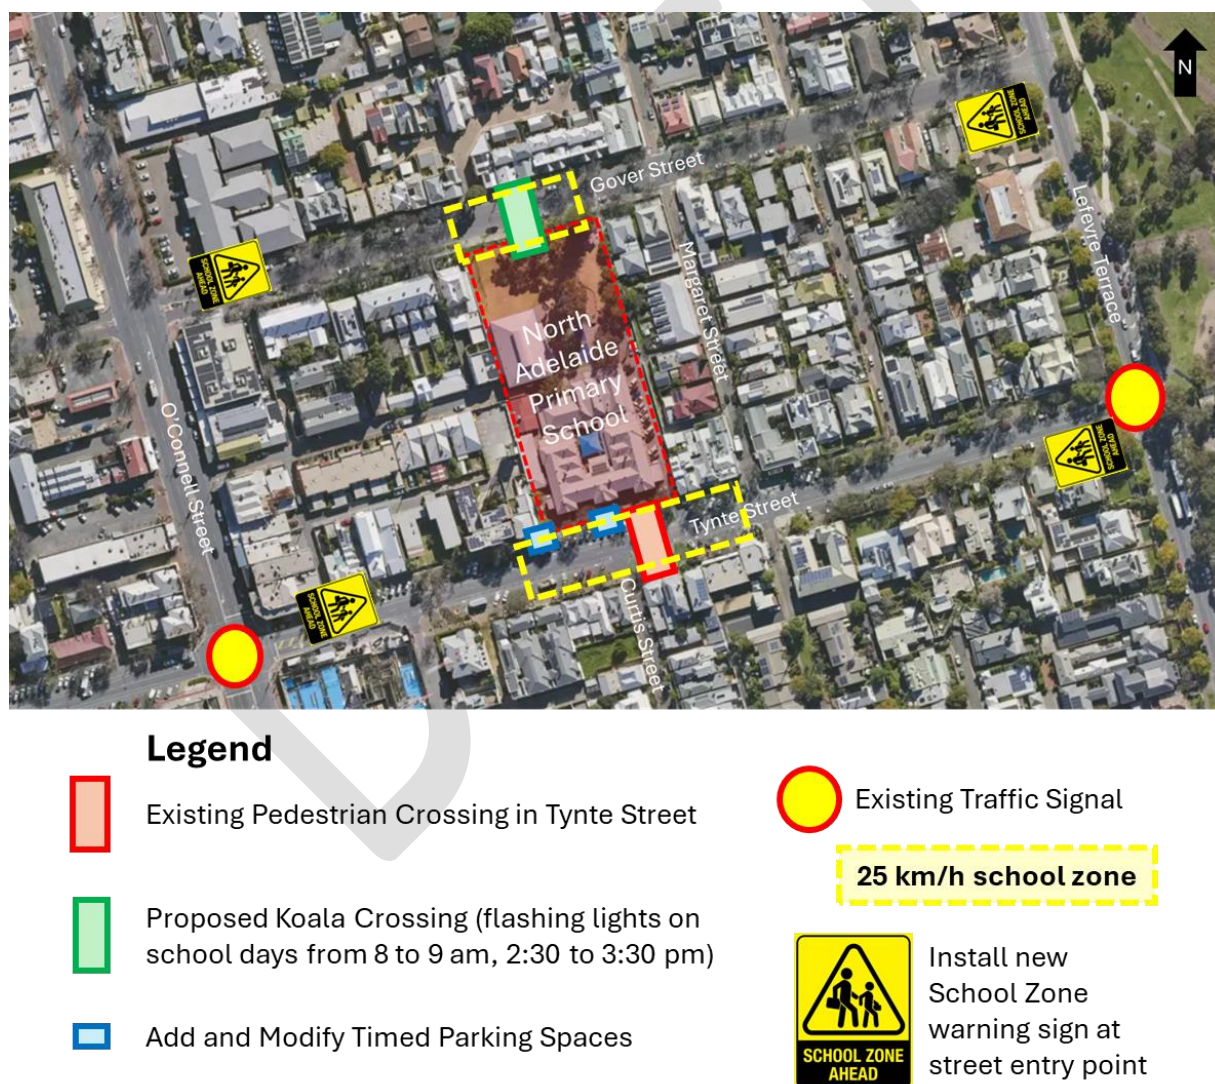 N
SCHOOL ZONE
AHEAD
Gover Street
SCHOOL ZONE
AHEAD
Lefevre Terrace
Margaret Street
North
Adelaide
Primary
School
O'Connell Street
SCHOOL ZONE
AHEAD
Tynte Street
Curtis Street
SCHOOL ZONE
AHEAD
Legend
Existing Pedestrian Crossing in Tynte Street
Proposed Koala Crossing (flashing lights on
school days from 8 to 9 am, 2:30 to 3:30 pm)
Add and Modify Timed Parking Spaces
Existing Traffic Signal
25 km/h school zone
SCHOOL ZONE
AHEAD
Install new
School Zone
warning sign at
street entry point